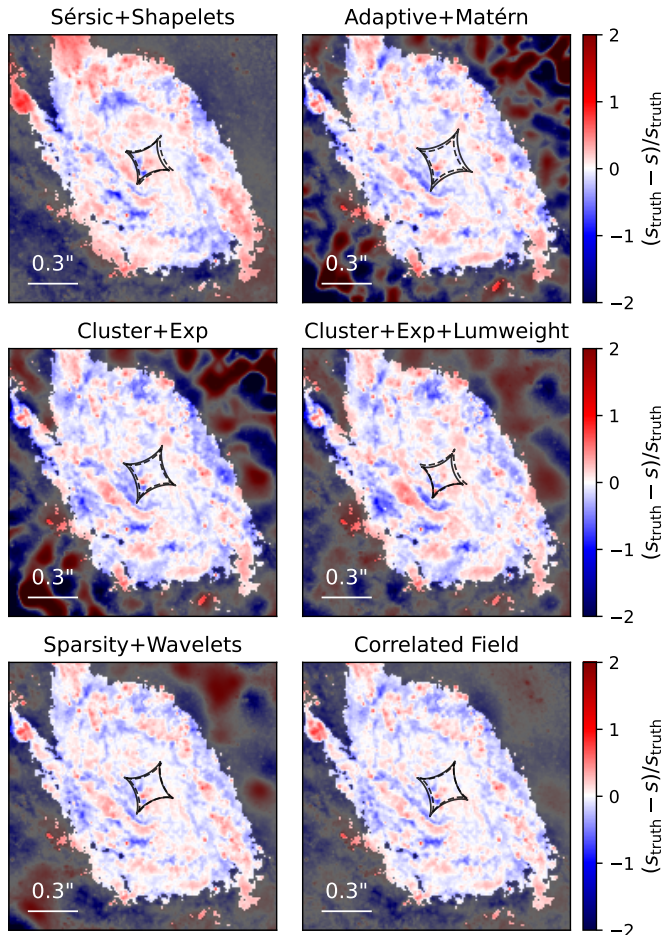 Sérsic+Shapelets
Adaptive+Matérn
0.3"
0.3"
2
1
0
−1
−2
(s_truth − s)/s_truth
Cluster+Exp
Cluster+Exp+Lumweight
0.3"
0.3"
2
1
0
−1
−2
(s_truth − s)/s_truth
Sparsity+Wavelets
Correlated Field
0.3"
0.3"
2
1
0
−1
−2
(s_truth − s)/s_truth